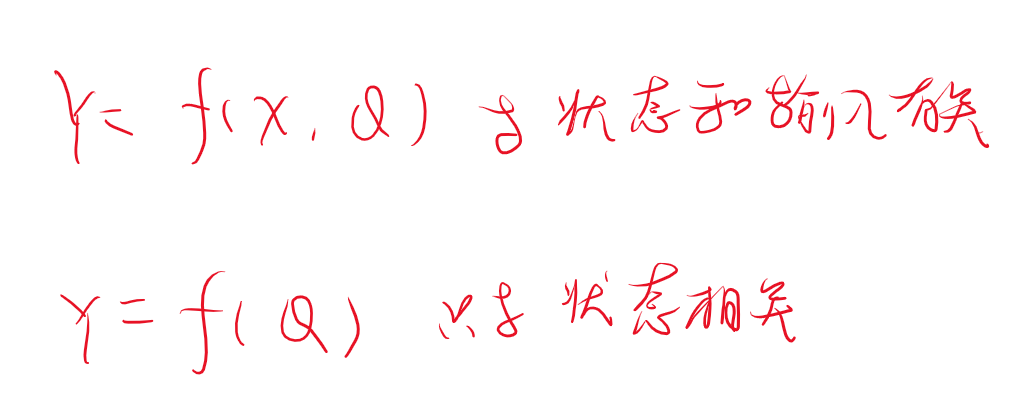 Y = f(X, Q) 与状态和输入有关
Y = f(Q) 只与状态相关